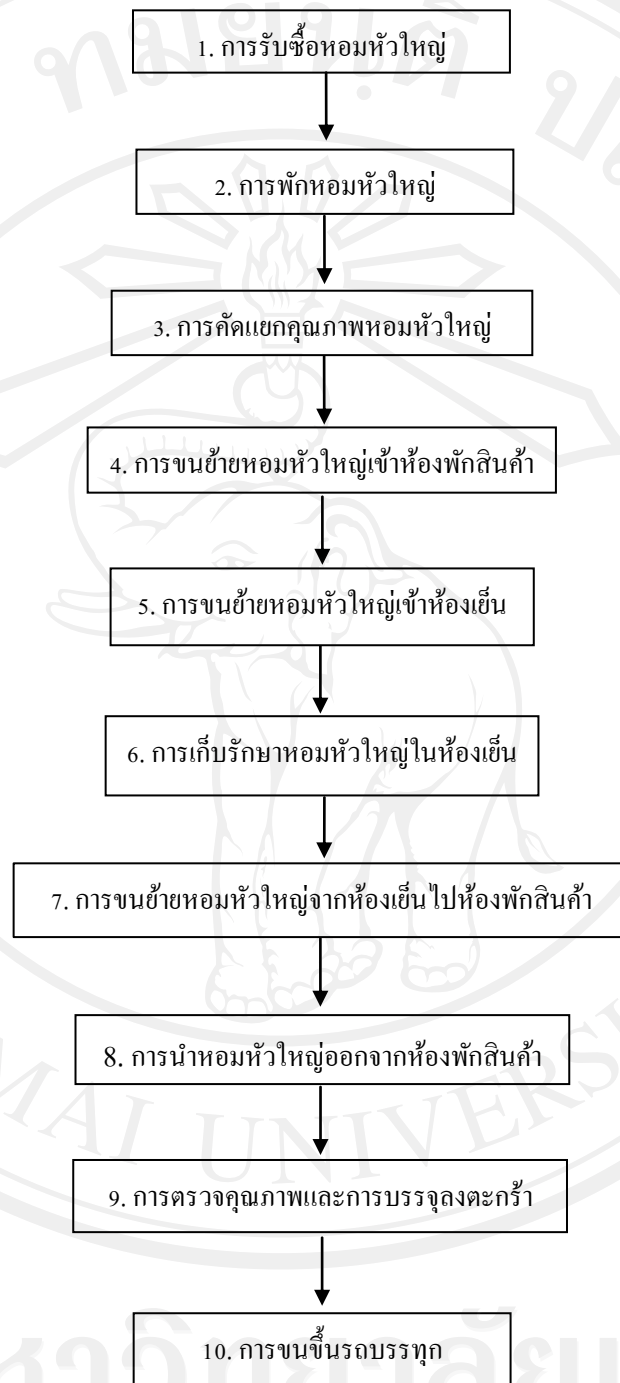 1. การรับซื้อหอมหัวใหญ่
2. การพักหอมหัวใหญ่
3. การคัดแยกคุณภาพหอมหัวใหญ่
4. การขนย้ายหอมหัวใหญ่เข้าห้องพักสินค้า
5. การขนย้ายหอมหัวใหญ่เข้าห้องเย็น
6. การเก็บรักษาหอมหัวใหญ่ในห้องเย็น
7. การขนย้ายหอมหัวใหญ่จากห้องเย็นไปห้องพักสินค้า
8. การนำหอมหัวใหญ่ออกจากห้องพักสินค้า
9. การตรวจคุณภาพและการบรรจุลงตะกร้า
10. การขนขึ้นรถบรรทุก